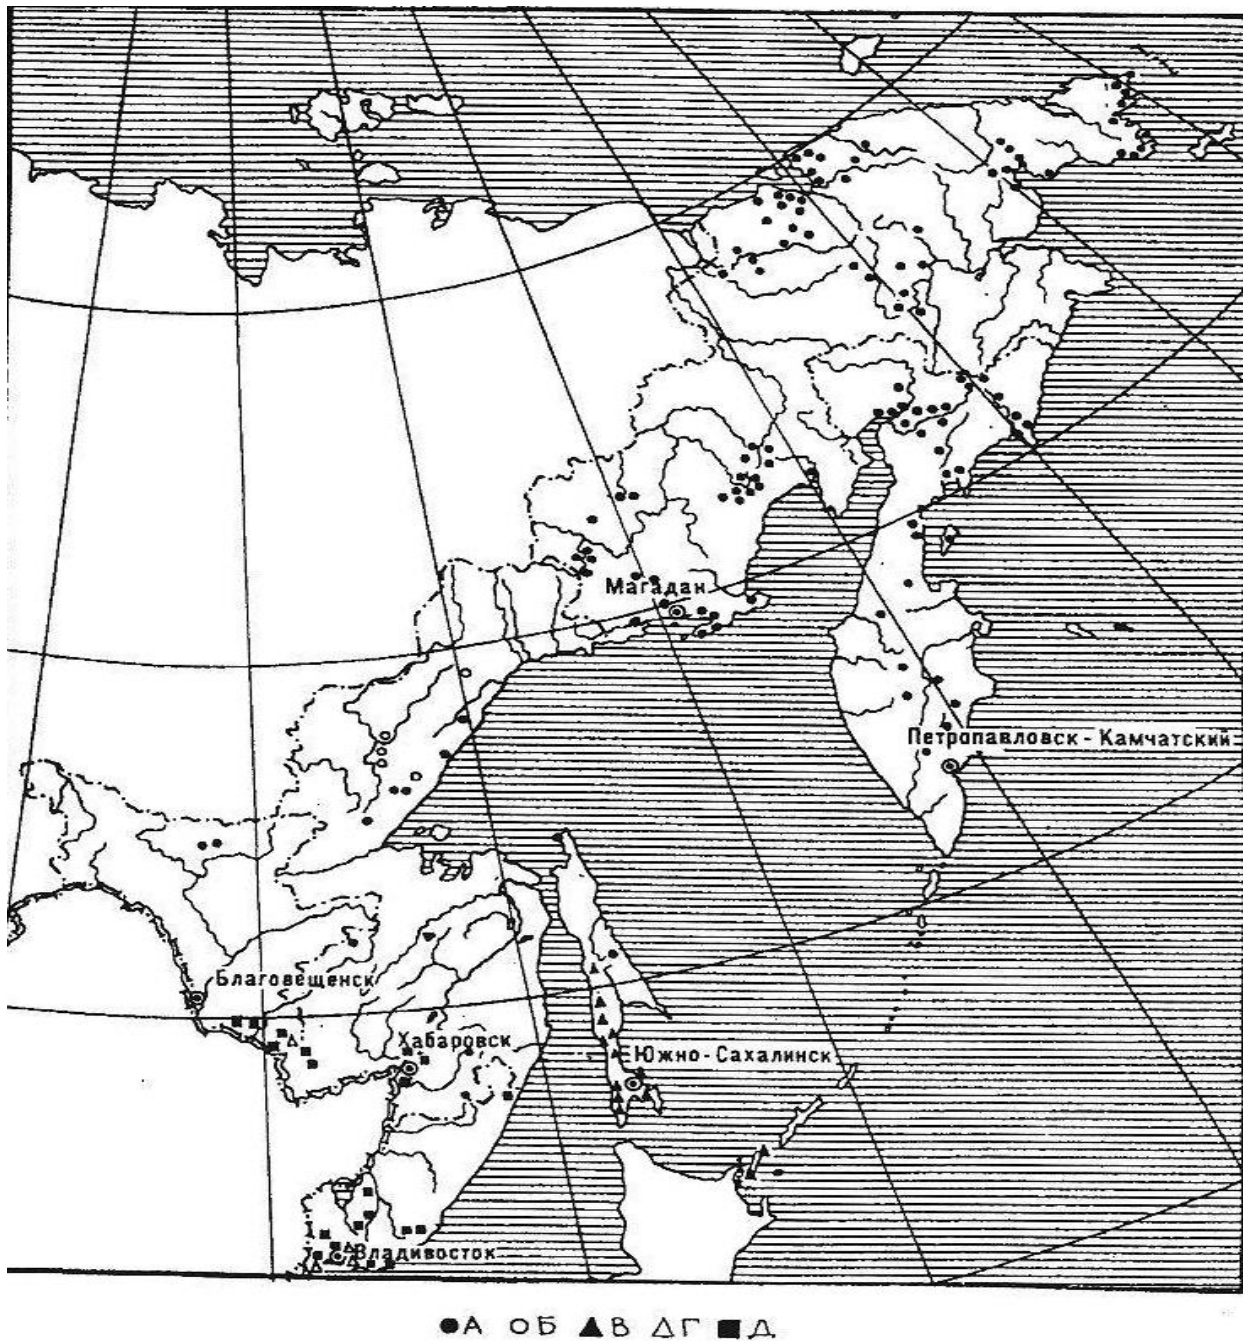 Магадан
Петропавловск-Камчатский
Благовещенск
Хабаровск
Южно-Сахалинск
Владивосток
●А ○Б ▲В △Г ■Д